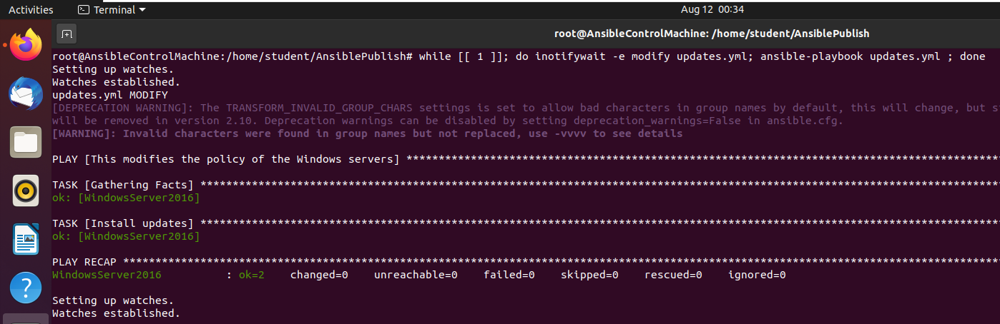 Activities
Terminal
Aug 12 00:34
root@AnsibleControlMachine: /home/student/AnsiblePublish
root@AnsibleControlMachine:/home/student/AnsiblePublish# while [[ 1 ]]; do inotifywait -e modify updates.yml; ansible-playbook updates.yml ; done
Setting up watches.
Watches established.
updates.yml MODIFY
[DEPRECATION WARNING]: The TRANSFORM_INVALID_GROUP_CHARS settings is set to allow bad characters in group names by default, this will change, but
will be removed in version 2.10. Deprecation warnings can be disabled by setting deprecation_warnings=False in ansible.cfg.
[WARNING]: Invalid characters were found in group names but not replaced, use -vvvv to see details
PLAY [This modifies the policy of the Windows servers] ********************************************************************************************
TASK [Gathering Facts] ****************************************************************************************************************************
ok: [WindowsServer2016]
TASK [Install updates] ****************************************************************************************************************************
ok: [WindowsServer2016]
PLAY RECAP ****************************************************************************************************************************************
WindowsServer2016 : ok=2 changed=0 unreachable=0 failed=0 skipped=0 rescued=0 ignored=0
Setting up watches.
Watches established.